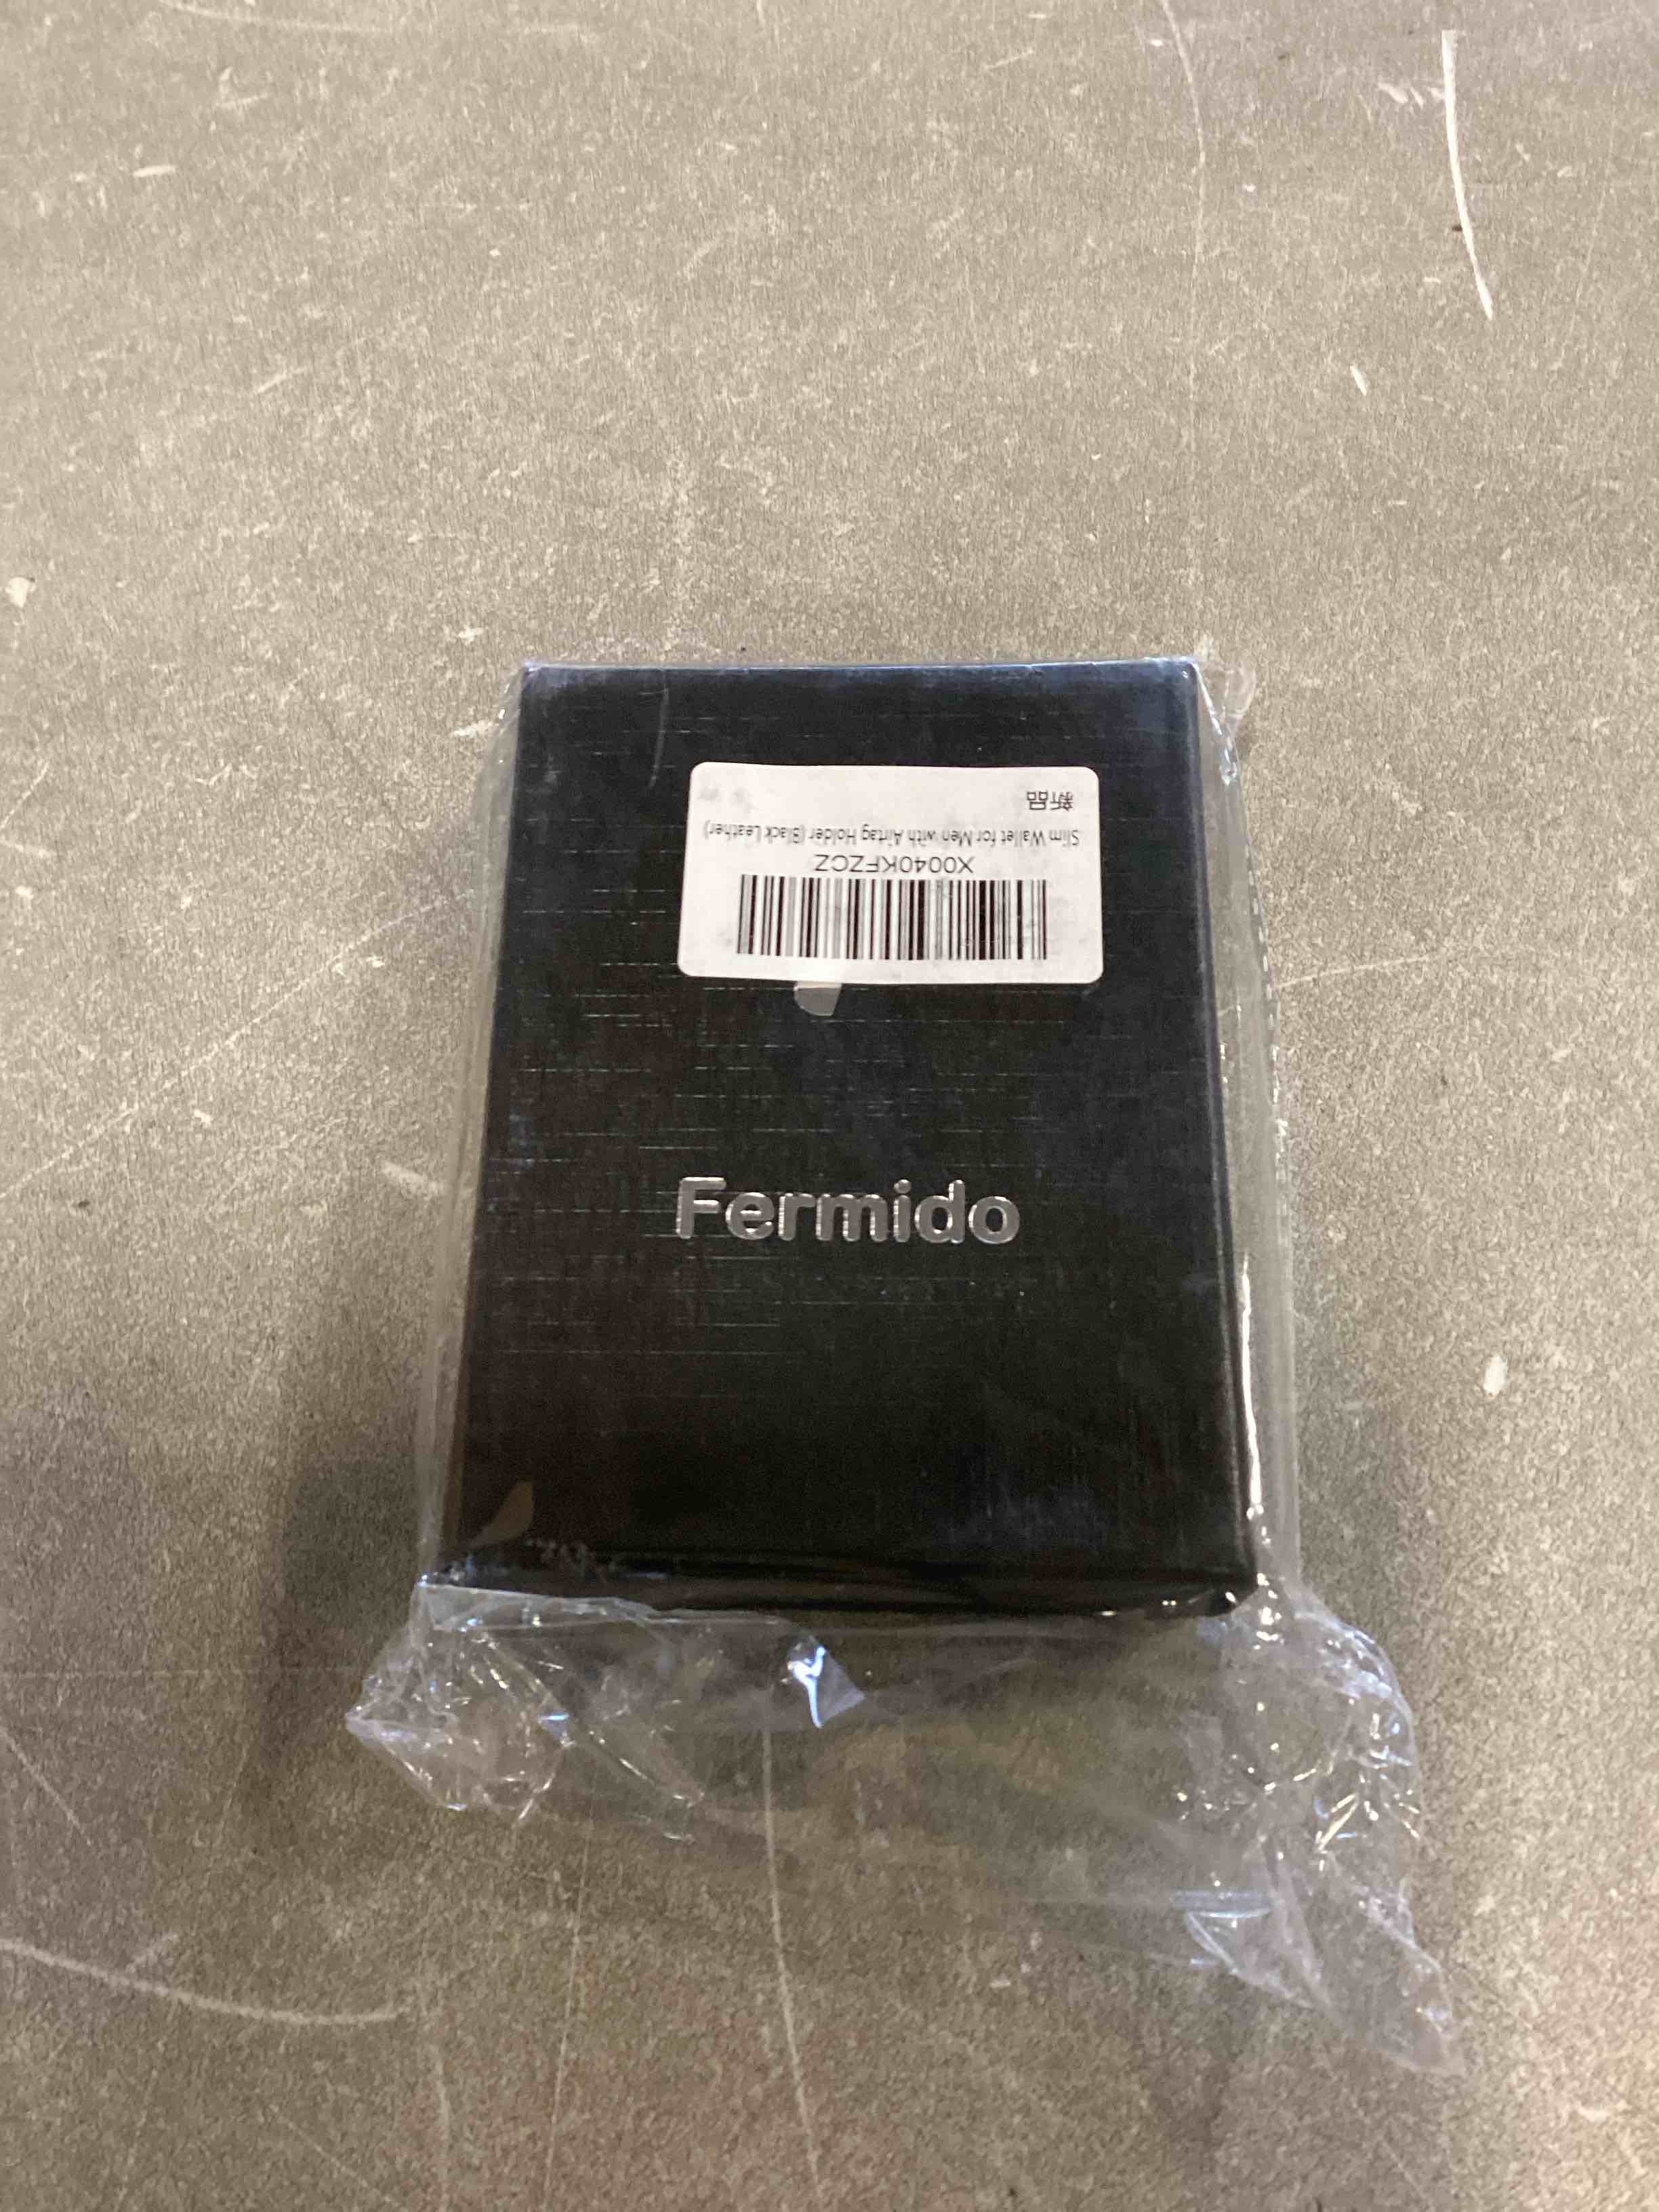 X0040KFZCZ
Slim Wallet for Men with Airtag Holder (Black Leather)
新品
Fermido